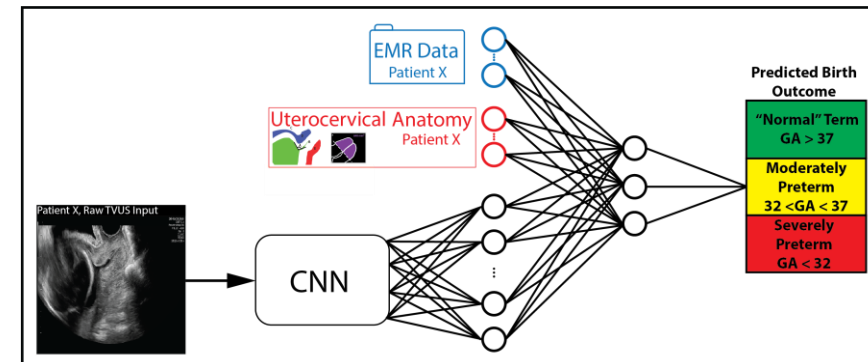 EMR Data
Patient X
Uterocervical Anatomy
Patient X
Patient X, Raw TVUS Input
CNN
Predicted Birth
Outcome
“Normal” Term
GA > 37
Moderately
Preterm
32 <GA < 37
Severely
Preterm
GA < 32